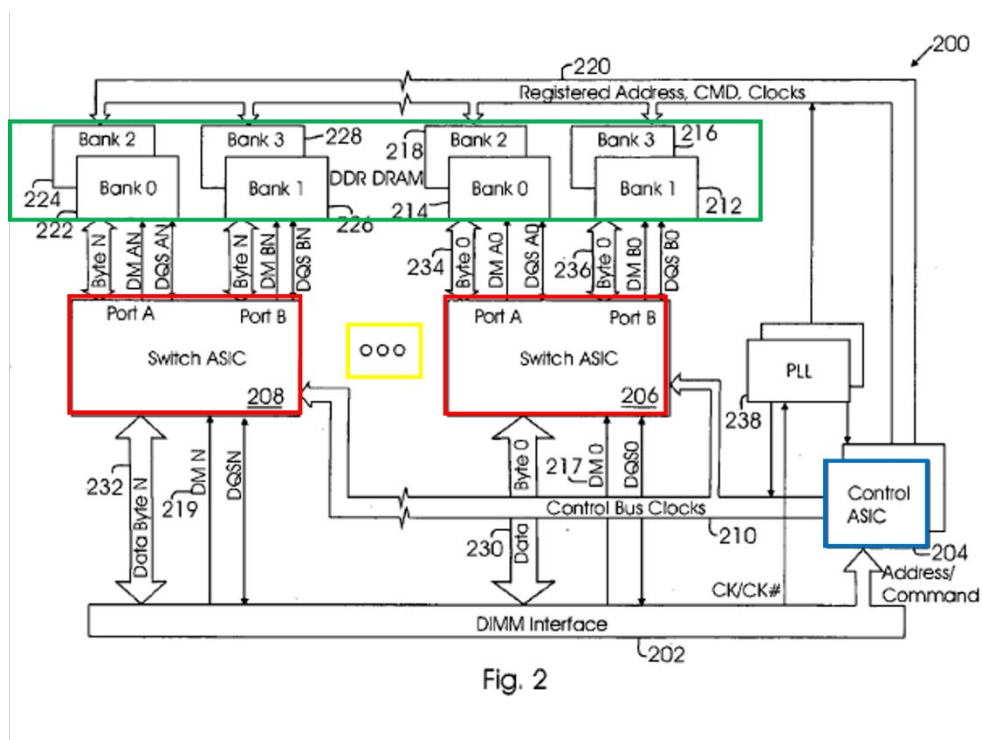 200
220
Registered Address, CMD, Clocks
Bank 2
Bank 3
228
Bank 2
218
Bank 3
216
Bank 0
Bank 1
DDR DRAM
Bank 0
Bank 1
224
222
226
214
212
Byte N
DM AN
DQS AN
Byte N
DM BN
DQS BN
234
Byte 0
DM A0
DQS A0
236
Byte 0
DM B0
DQS B0
Port A
Port B
Port A
Port B
Switch ASIC
208
Switch ASIC
206
PLL
238
232
Data Byte N
219
DM N
DQSN
230
Data Byte 0
217
DM 0
DQS0
Control Bus Clocks
210
Control
ASIC
204
Address/
Command
CK/CK#
DIMM Interface
202
Fig. 2